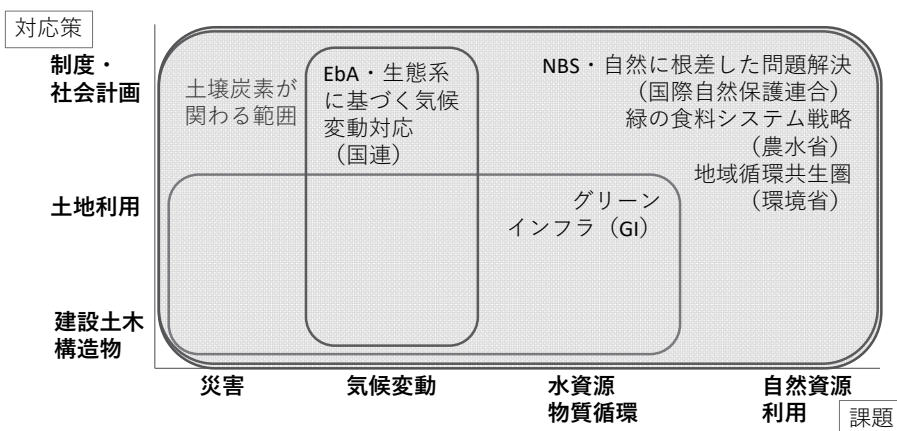 対応策
制度・
社会計画
土壌炭素が
関わる範囲
EbA・生態系
に基づく気候
変動対応
（国連）
NBS・自然に根差した問題解決
（国際自然保護連合）
緑の食料システム戦略
（農水省）
地域循環共生圏
（環境省）
土地利用
グリーン
インフラ（GI）
建設土木
構造物
災害
気候変動
水資源
物質循環
自然資源
利用
課題